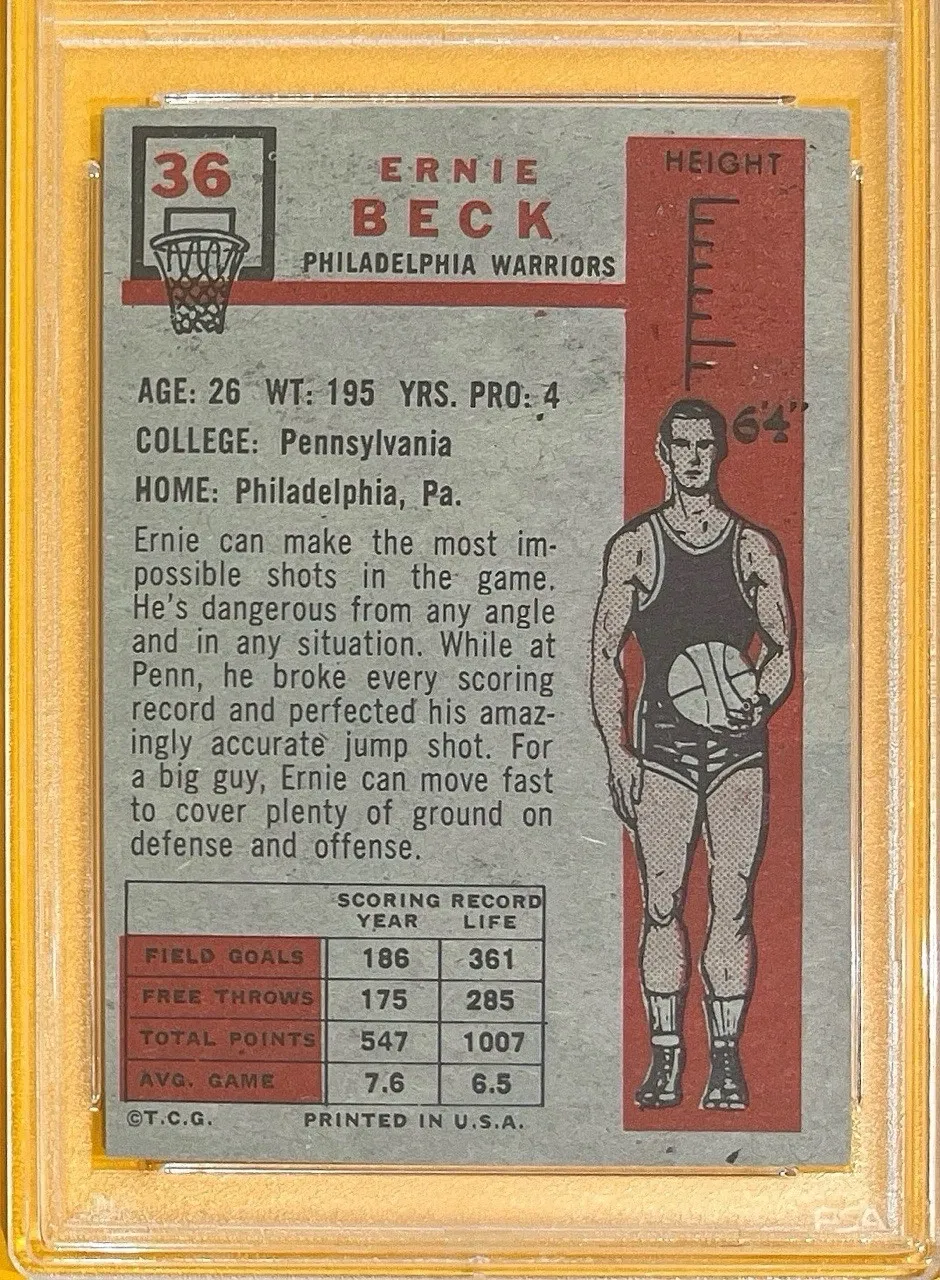 36
ERNIE
BECK
PHILADELPHIA WARRIORS
HEIGHT
6'4"
AGE: 26 WT: 195 YRS. PRO: 4
COLLEGE: Pennsylvania
HOME: Philadelphia, Pa.
Ernie can make the most im-
possible shots in the game.
He's dangerous from any angle
and in any situation. While at
Penn, he broke every scoring
record and perfected his amaz-
ingly accurate jump shot. For
a big guy, Ernie can move fast
to cover plenty of ground on
defense and offense.
SCORING RECORD
YEAR LIFE
FIELD GOALS 186 361
FREE THROWS 175 285
TOTAL POINTS 547 1007
AVG. GAME 7.6 6.5
©T.C.G. PRINTED IN U.S.A.
PSA